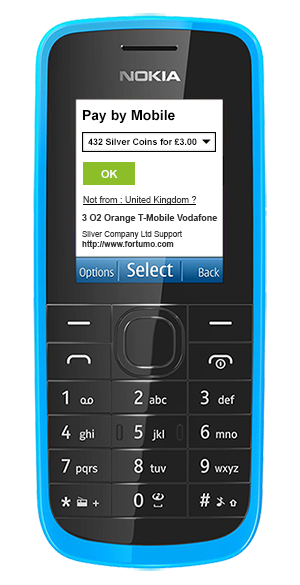 NOKIA
Pay by Mobile
432 Silver Coins for £3.00
OK
Not from : United Kingdom ?
3 O2 Orange T-Mobile Vodafone
Silver Company Ltd Support
http://www.fortumo.com
Options Select Back
1 2 abc 3 def
4 ghi 5 jkl 6 mno
7 pqrs 8 tuv 9 wxyz
* + 0 #